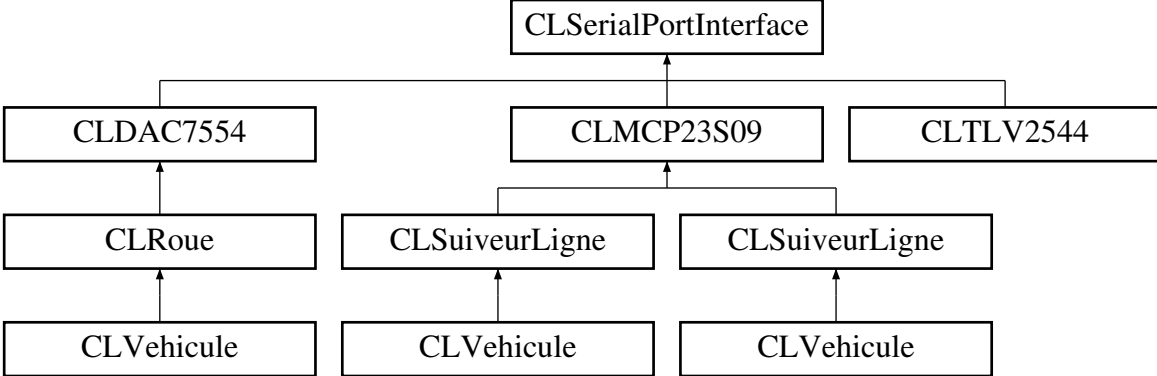 CLSerialPortInterface
CLDAC7554
CLMCP23S09
CLTLV2544
CLRoue
CLSuiveurLigne
CLSuiveurLigne
CLVehicule
CLVehicule
CLVehicule